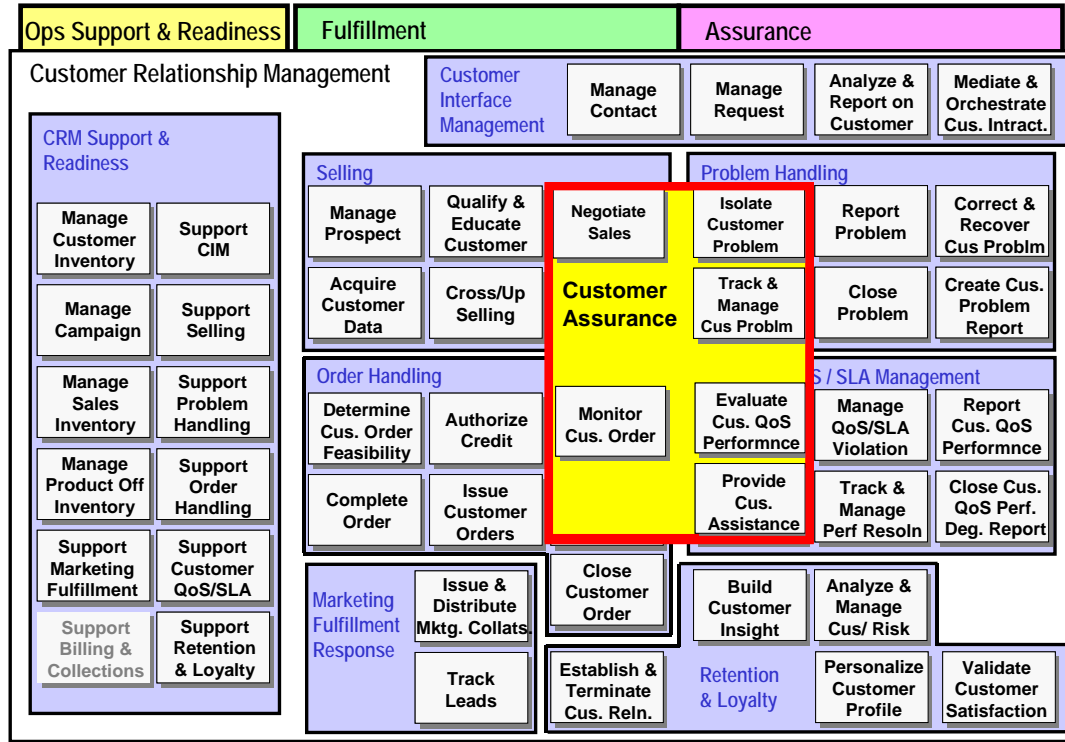 Ops Support & Readiness
Fulfillment
Assurance
Customer Relationship Management
Customer
Interface
Management
Manage
Contact
Manage
Request
Analyze &
Report on
Customer
Mediate &
Orchestrate
Cus. Intract.
CRM Support &
Readiness
Manage
Customer
Inventory
Support
CIM
Manage
Campaign
Support
Selling
Manage
Sales
Inventory
Support
Problem
Handling
Manage
Product Off
Inventory
Support
Order
Handling
Support
Marketing
Fulfillment
Support
Customer
QoS/SLA
Support
Billing &
Collections
Support
Retention
& Loyalty
Selling
Manage
Prospect
Qualify &
Educate
Customer
Negotiate
Sales
Acquire
Customer
Data
Cross/Up
Selling
Customer
Assurance
Problem Handling
Isolate
Customer
Problem
Report
Problem
Correct &
Recover
Cus Problm
Track &
Manage
Cus Problm
Close
Problem
Create Cus.
Problem
Report
Order Handling
Determine
Cus. Order
Feasibility
Authorize
Credit
Monitor
Cus. Order
Complete
Order
Issue
Customer
Orders
Close
Customer
Order
S / SLA Management
Evaluate
Cus. QoS
Performnce
Manage
QoS/SLA
Violation
Report
Cus. QoS
Performnce
Provide
Cus.
Assistance
Track &
Manage
Perf Resoln
Close Cus.
QoS Perf.
Deg. Report
Marketing
Fulfillment
Response
Issue &
Distribute
Mktg. Collats.
Track
Leads
Build
Customer
Insight
Analyze &
Manage
Cus/ Risk
Establish &
Terminate
Cus. Reln.
Retention
& Loyalty
Personalize
Customer
Profile
Validate
Customer
Satisfaction